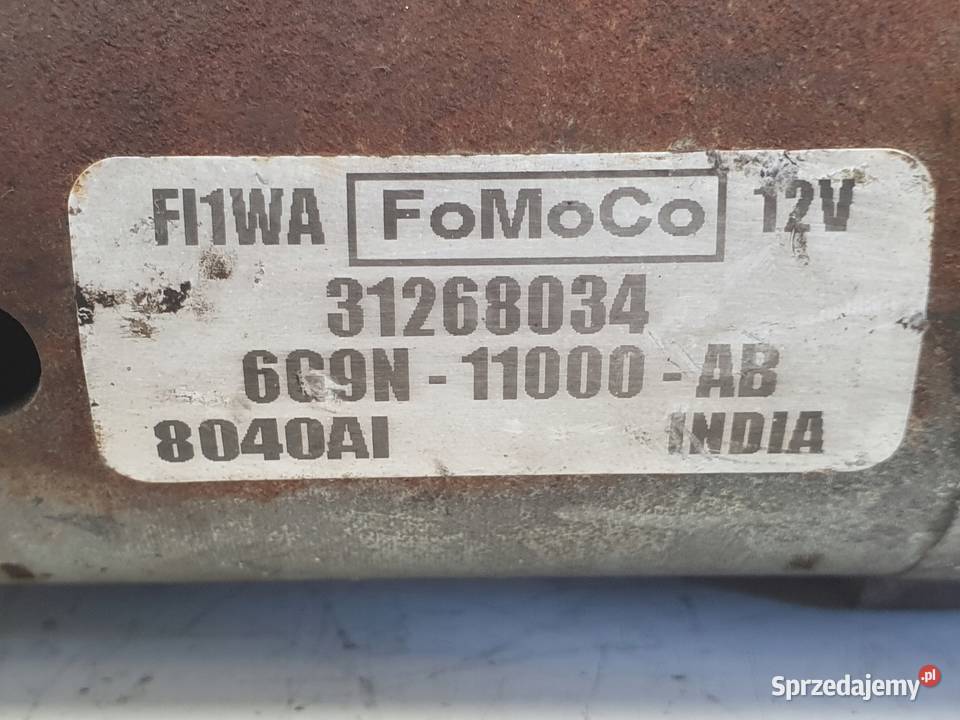 FI1WA FoMoCo 12V
31268034
6G9N - 11000 - AB
8040AI INDIA
Sprzedajemy.pl